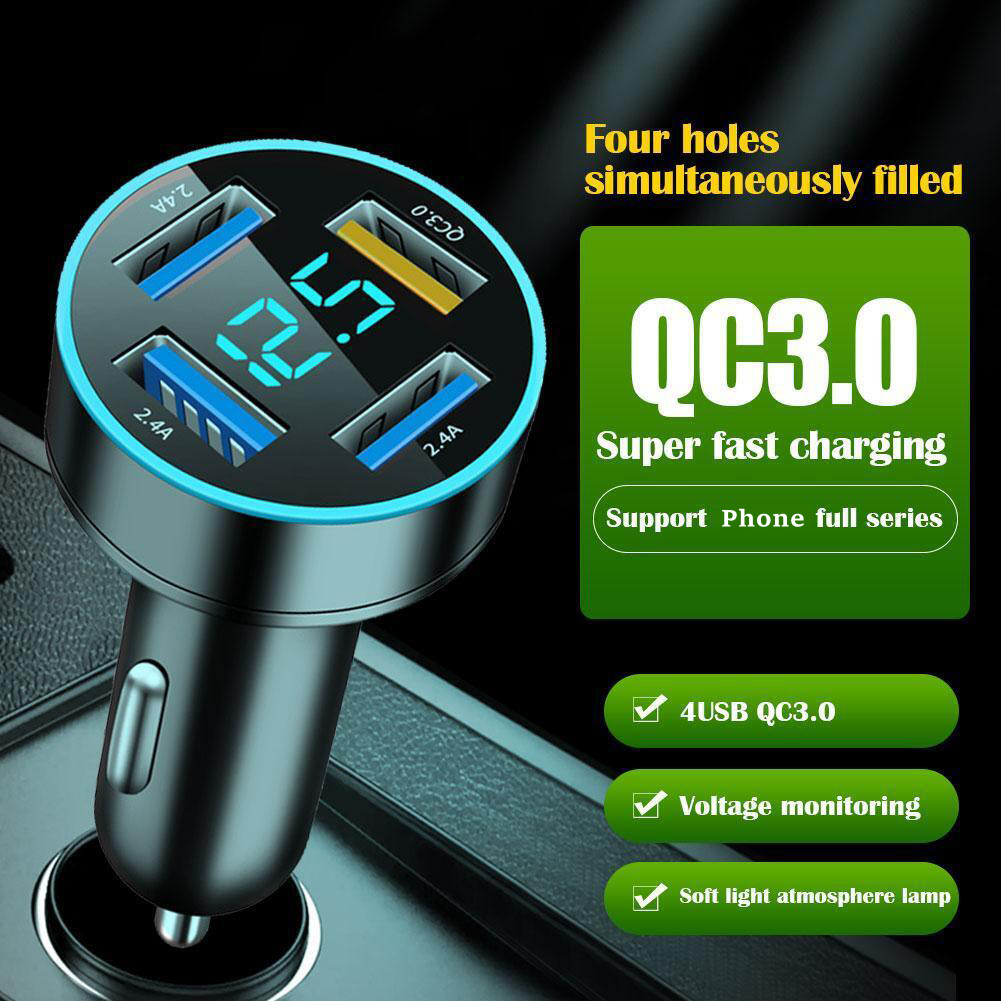 Four holes
simultaneously filled
QC3.0
Super fast charging
Support Phone full series
4USB QC3.0
Voltage monitoring
Soft light atmosphere lamp
2.4A
QC3.0
2.4A
2.4A